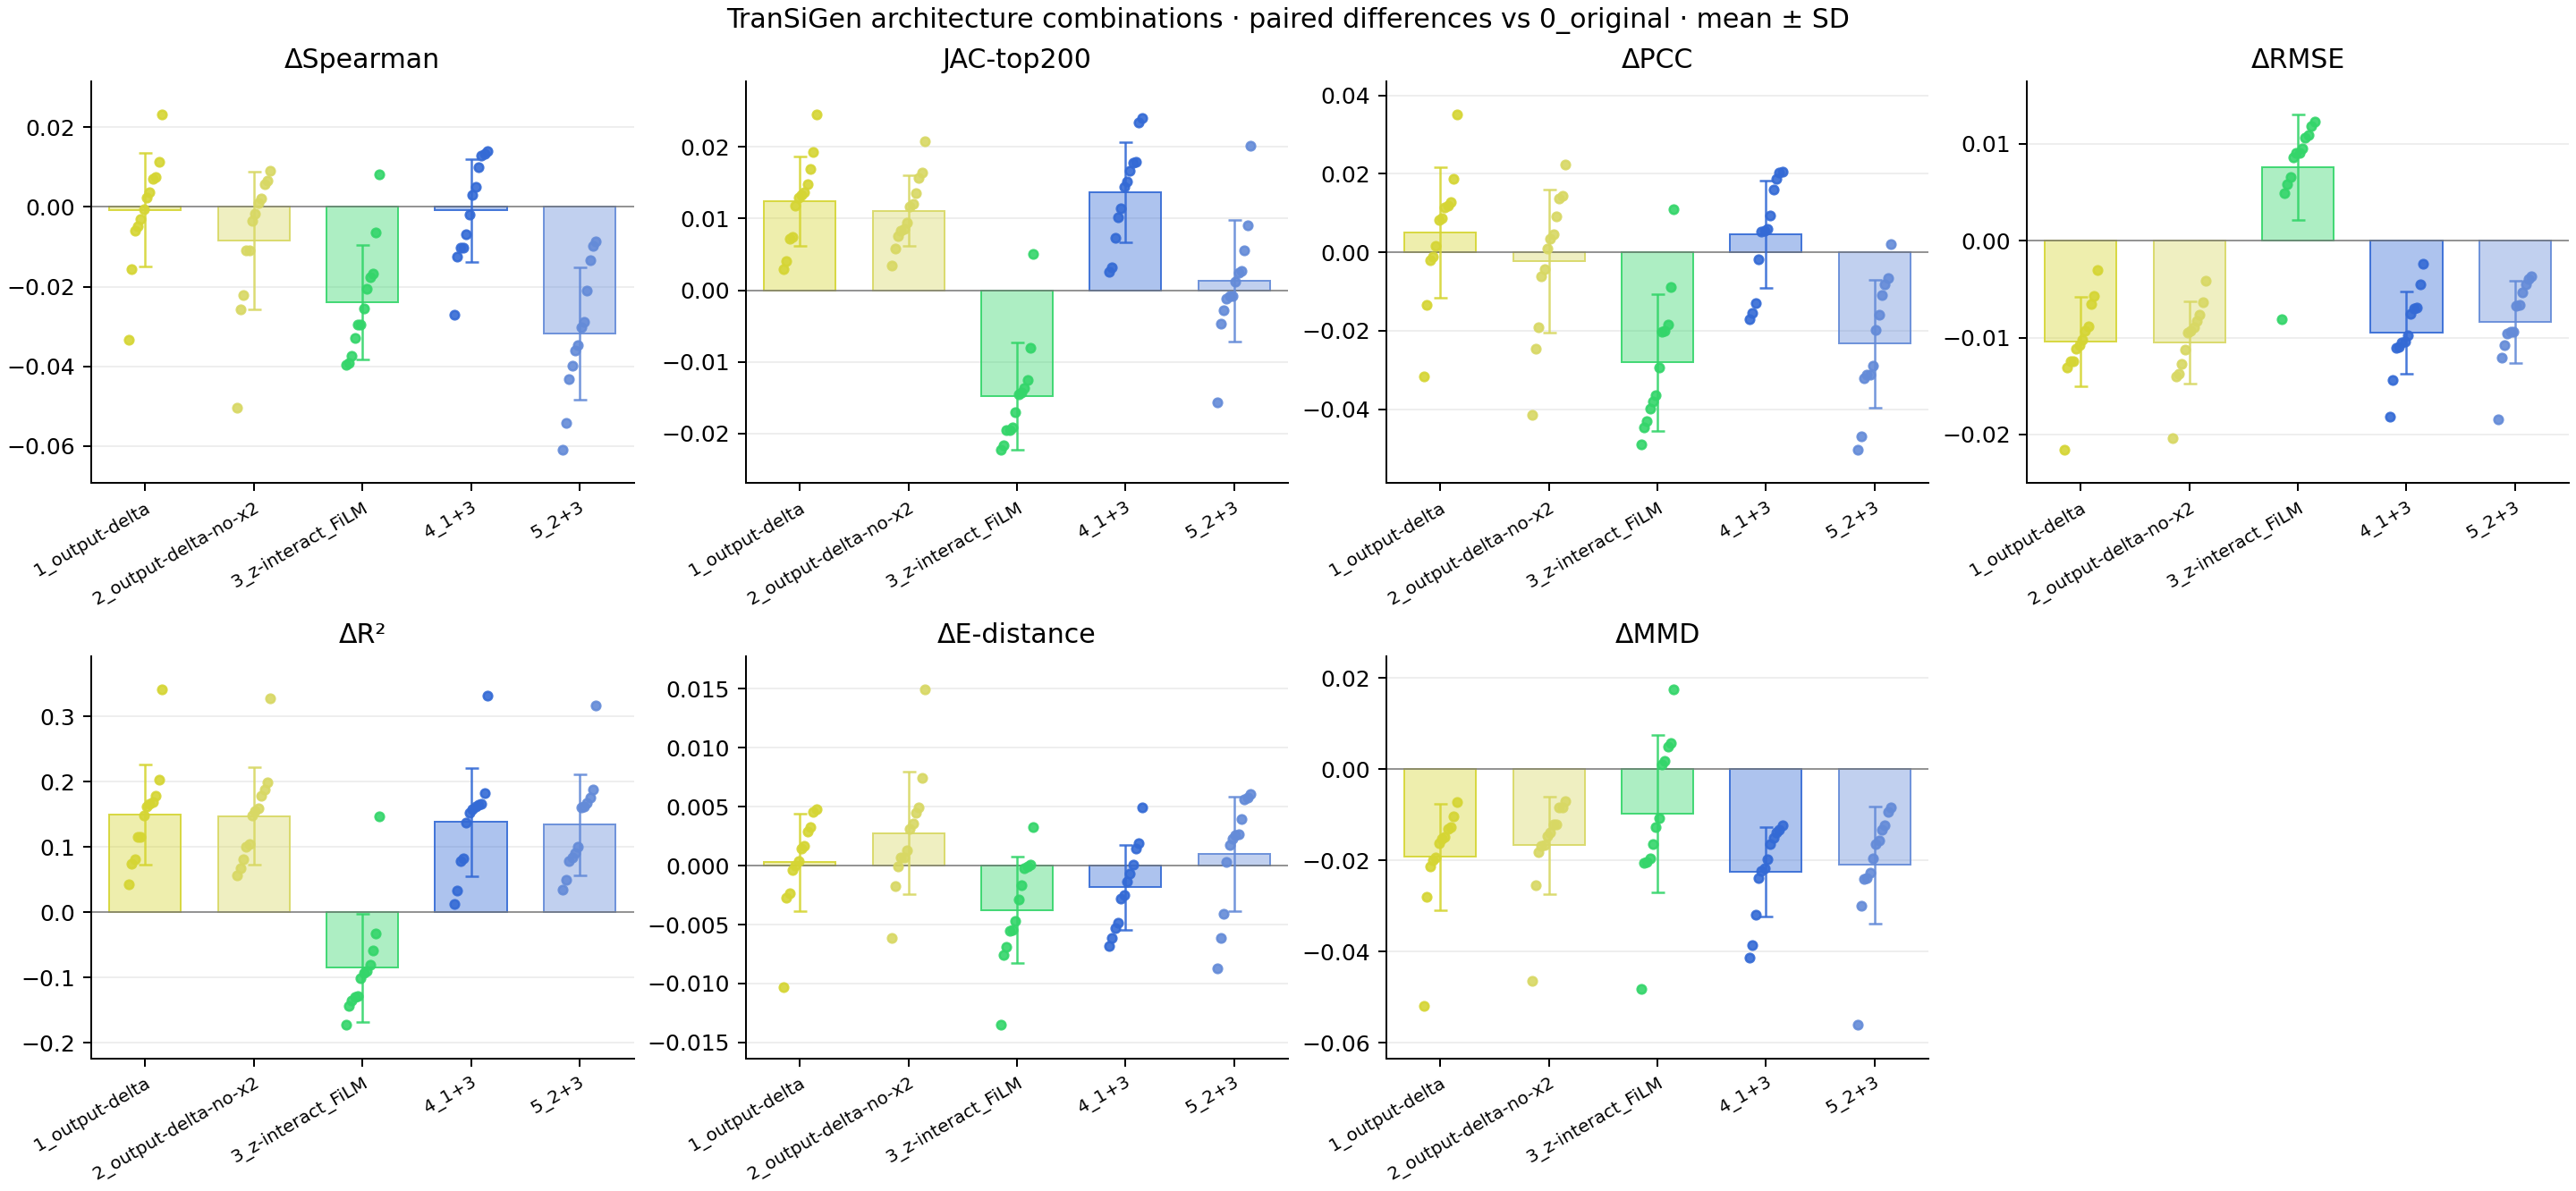 TranSiGen architecture combinations · paired differences vs 0_original · mean ± SD
ΔSpearman
0.02
0.00
−0.02
−0.04
−0.06
1_output-delta
2_output-delta-no-x2
3_z-interact_FiLM
4_1+3
5_2+3
JAC-top200
0.02
0.01
0.00
−0.01
−0.02
1_output-delta
2_output-delta-no-x2
3_z-interact_FiLM
4_1+3
5_2+3
ΔPCC
0.04
0.02
0.00
−0.02
−0.04
1_output-delta
2_output-delta-no-x2
3_z-interact_FiLM
4_1+3
5_2+3
ΔRMSE
0.01
0.00
−0.01
−0.02
1_output-delta
2_output-delta-no-x2
3_z-interact_FiLM
4_1+3
5_2+3
ΔR²
0.3
0.2
0.1
0.0
−0.1
−0.2
1_output-delta
2_output-delta-no-x2
3_z-interact_FiLM
4_1+3
5_2+3
ΔE-distance
0.015
0.010
0.005
0.000
−0.005
−0.010
−0.015
1_output-delta
2_output-delta-no-x2
3_z-interact_FiLM
4_1+3
5_2+3
ΔMMD
0.02
0.00
−0.02
−0.04
−0.06
1_output-delta
2_output-delta-no-x2
3_z-interact_FiLM
4_1+3
5_2+3